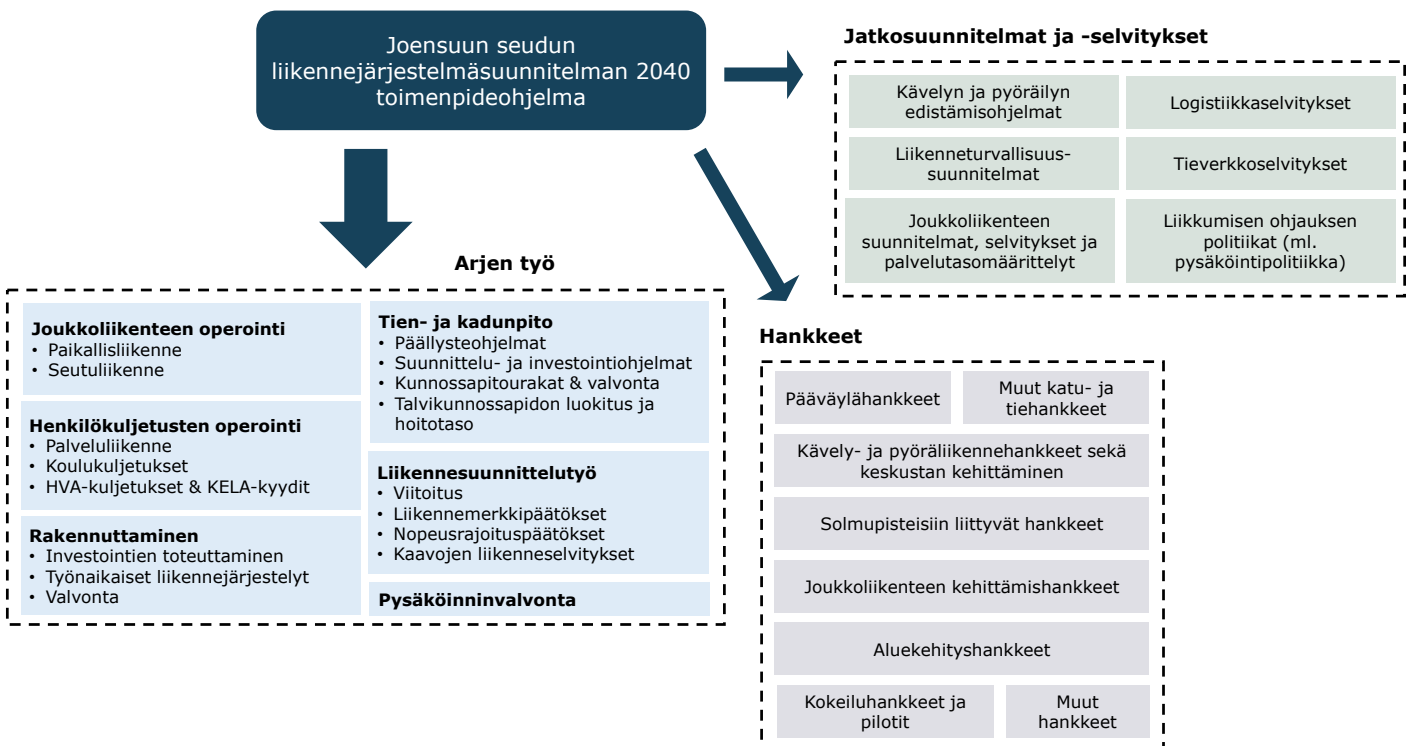 Joensuun seudun
liikennejärjestelmäsuunnitelman 2040
toimenpideohjelma
Jatkosuunnitelmat ja -selvitykset
Kävelyn ja pyöräilyn
edistämisohjelmat
Logistiikkaselvitykset
Liikenneturvallisuus-
suunnitelmat
Tieverkkoselvitykset
Joukkoliikenteen
suunnitelmat, selvitykset ja
palvelutasomäärittelyt
Liikkumisen ohjauksen
politiikat (ml.
pysäköintipolitiikka)
Arjen työ
Joukkoliikenteen operointi
• Paikallisliikenne
• Seutuliikenne
Henkilökuljetusten operointi
• Palveluliikenne
• Koulukuljetukset
• HVA-kuljetukset & KELA-kyydit
Rakennuttaminen
• Investointien toteuttaminen
• Työnaikaiset liikennejärjestelyt
• Valvonta
Tien- ja kadunpito
• Päällysteohjelmat
• Suunnittelu- ja investointiohjelmat
• Kunnossapitourakat & valvonta
• Talvikunnossapidon luokitus ja
hoitotaso
Liikennesuunnittelutyö
• Viitoitus
• Liikennemerkkipäätökset
• Nopeusrajoituspäätökset
• Kaavojen liikenneselvitykset
Pysäköinninvalvonta
Hankkeet
Pääväylähankkeet
Muut katu- ja
tiehankkeet
Kävely- ja pyöräliikennehankkeet sekä
keskustan kehittäminen
Solmupisteisiin liittyvät hankkeet
Joukkoliikenteen kehittämishankkeet
Aluekehityshankkeet
Kokeiluhankkeet ja
pilotit
Muut
hankkeet